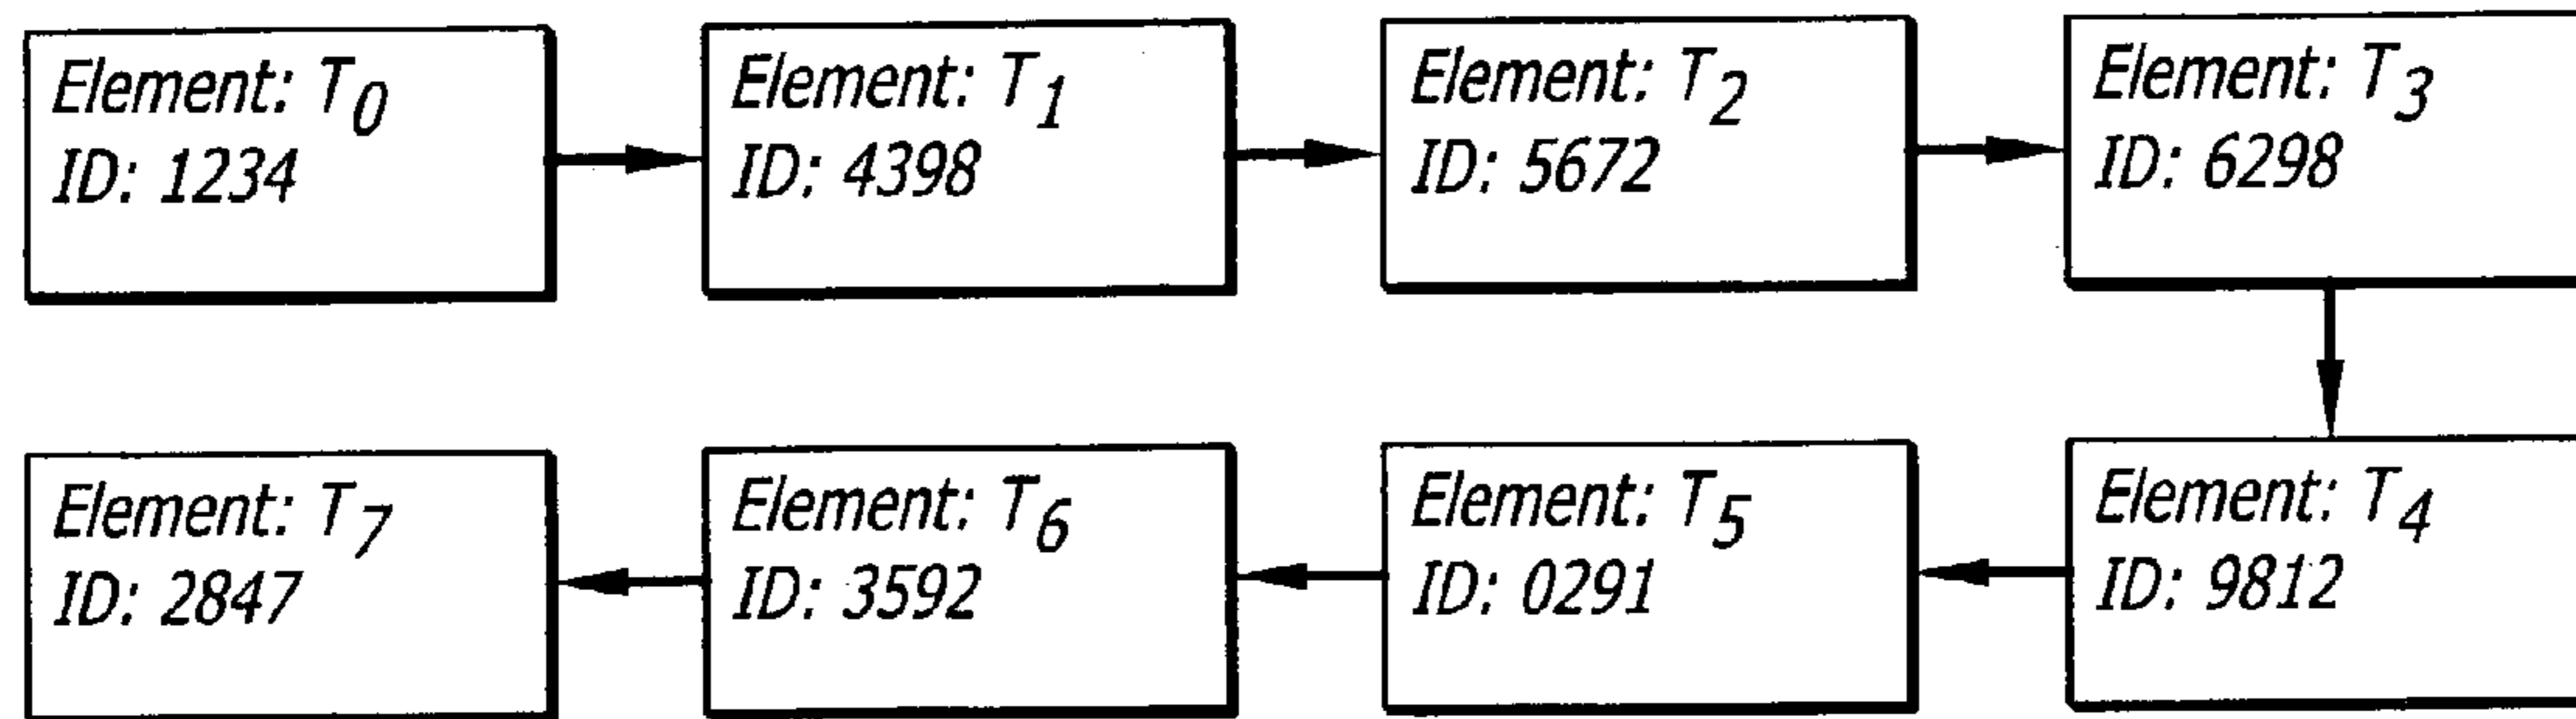 Element: T0
ID: 1234
Element: T1
ID: 4398
Element: T2
ID: 5672
Element: T3
ID: 6298
Element: T7
ID: 2847
Element: T6
ID: 3592
Element: T5
ID: 0291
Element: T4
ID: 9812